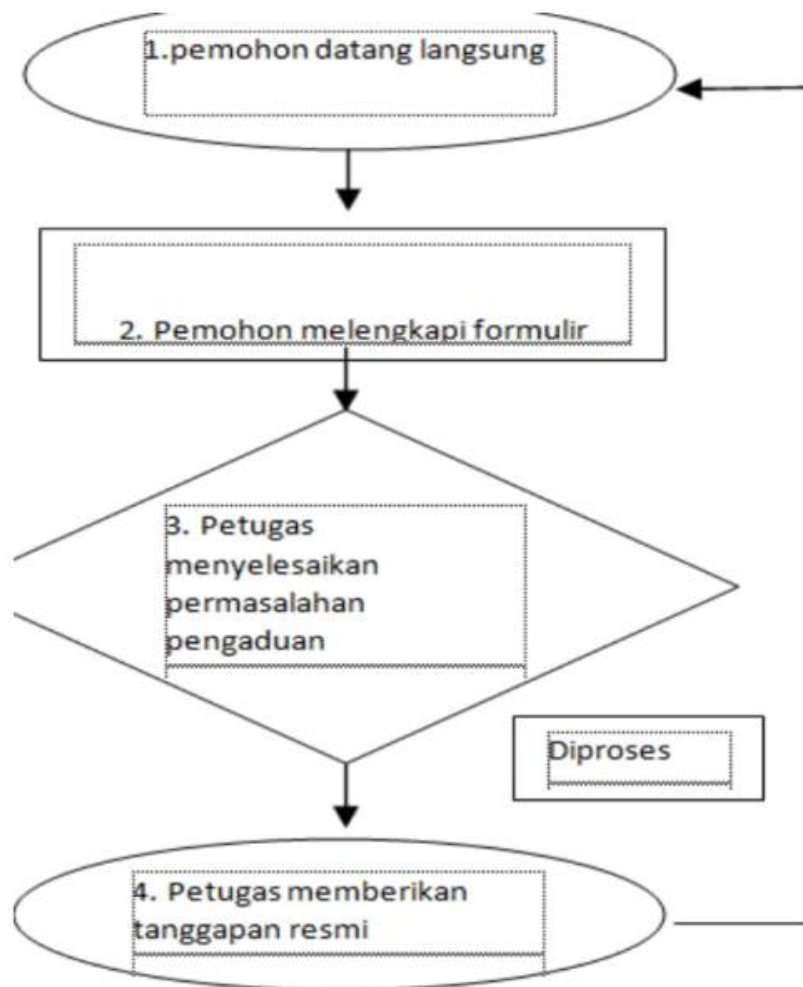 1.pemohon datang langsung
2. Pemohon melengkapi formulir
3. Petugas
menyelesaikan
permasalahan
pengaduan
Diproses
4. Petugas memberikan
tanggapan resmi